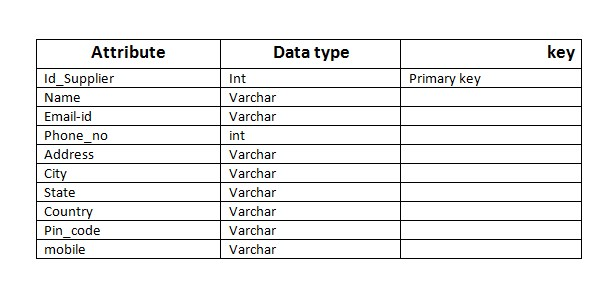 Attribute Data type key
Id_Supplier Int Primary key
Name Varchar
Email-id Varchar
Phone_no int
Address Varchar
City Varchar
State Varchar
Country Varchar
Pin_code Varchar
mobile Varchar